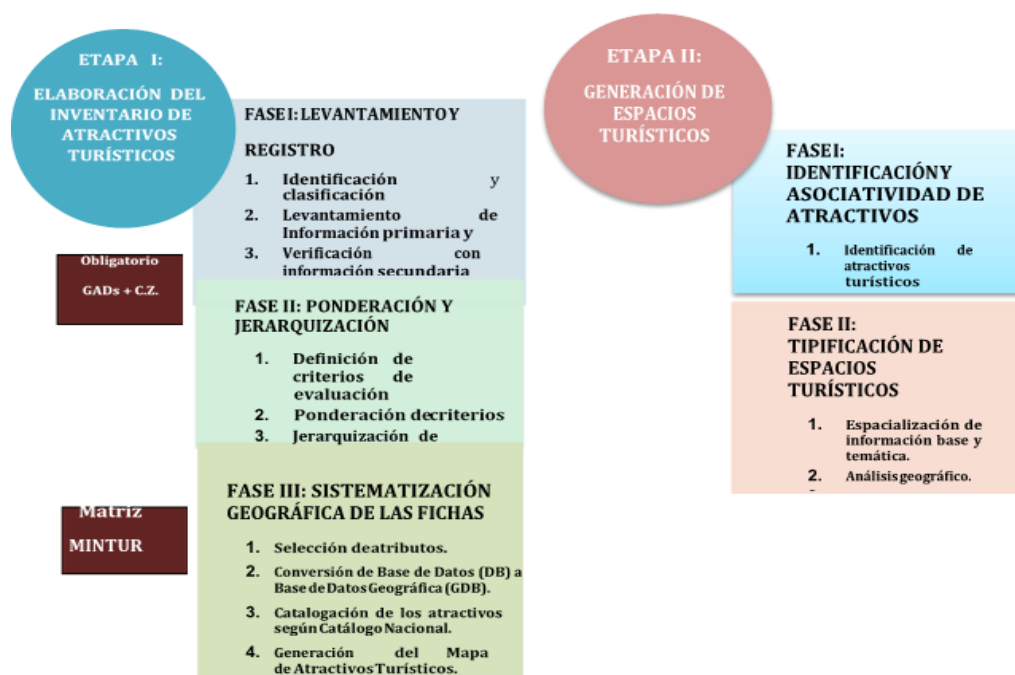 ETAPA I:
ELABORACIÓN DEL
INVENTARIO DE
ATRACTIVOS
TURÍSTICOS
FASE I: LEVANTAMIENTO Y
REGISTRO
1. Identificación y
clasificación
2. Levantamiento de
Información primaria y
3. Verificación con
información secundaria
Obligatorio
GADs + C.Z.
FASE II: PONDERACIÓN Y
JERARQUIZACIÓN
1. Definición de
criterios de
evaluación
2. Ponderación decriterios
3. Jerarquización de
Matriz
MINTUR
FASE III: SISTEMATIZACIÓN
GEOGRÁFICA DE LAS FICHAS
1. Selección deatributos.
2. Conversión de Base de Datos (DB) a
Base de Datos Geográfica (GDB).
3. Catalogación de los atractivos
según Catálogo Nacional.
4. Generación del Mapa
de Atractivos Turísticos.
ETAPA II:
GENERACIÓN DE
ESPACIOS
TURÍSTICOS
FASE I:
IDENTIFICACIÓN Y
ASOCIATIVIDAD DE
ATRACTIVOS
1. Identificación de
atractivos
turísticos
FASE II:
TIPIFICACIÓN DE
ESPACIOS
TURÍSTICOS
1. Espacialización de
información base y
temática.
2. Análisis geográfico.